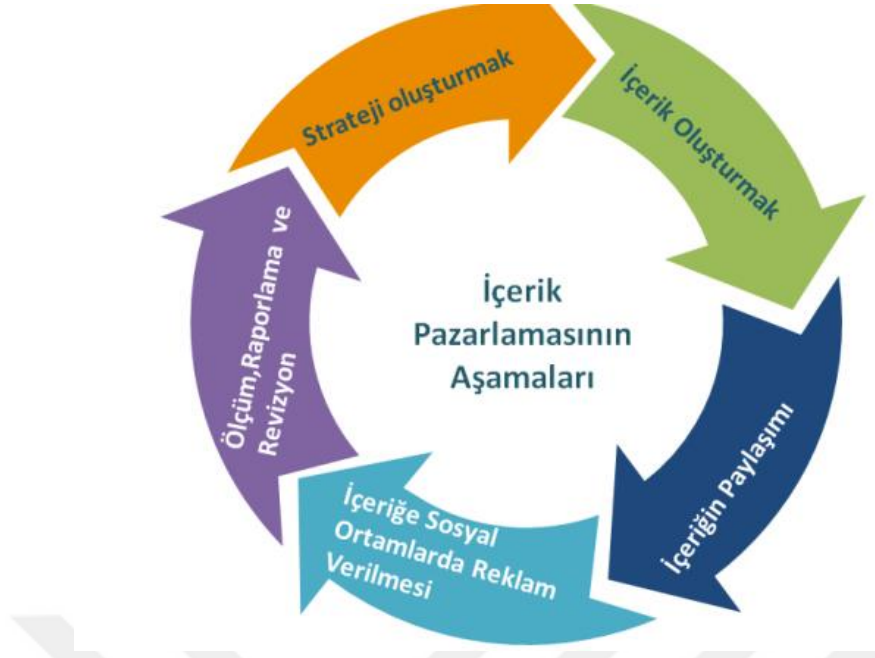 Strateji oluşturmak
İçerik Oluşturmak
İçeriğin Paylaşımı
İçeriğe Sosyal
Ortamlarda Reklam
Verilmesi
Ölçüm,Raporlama ve
Revizyon
İçerik
Pazarlamasının
Aşamaları